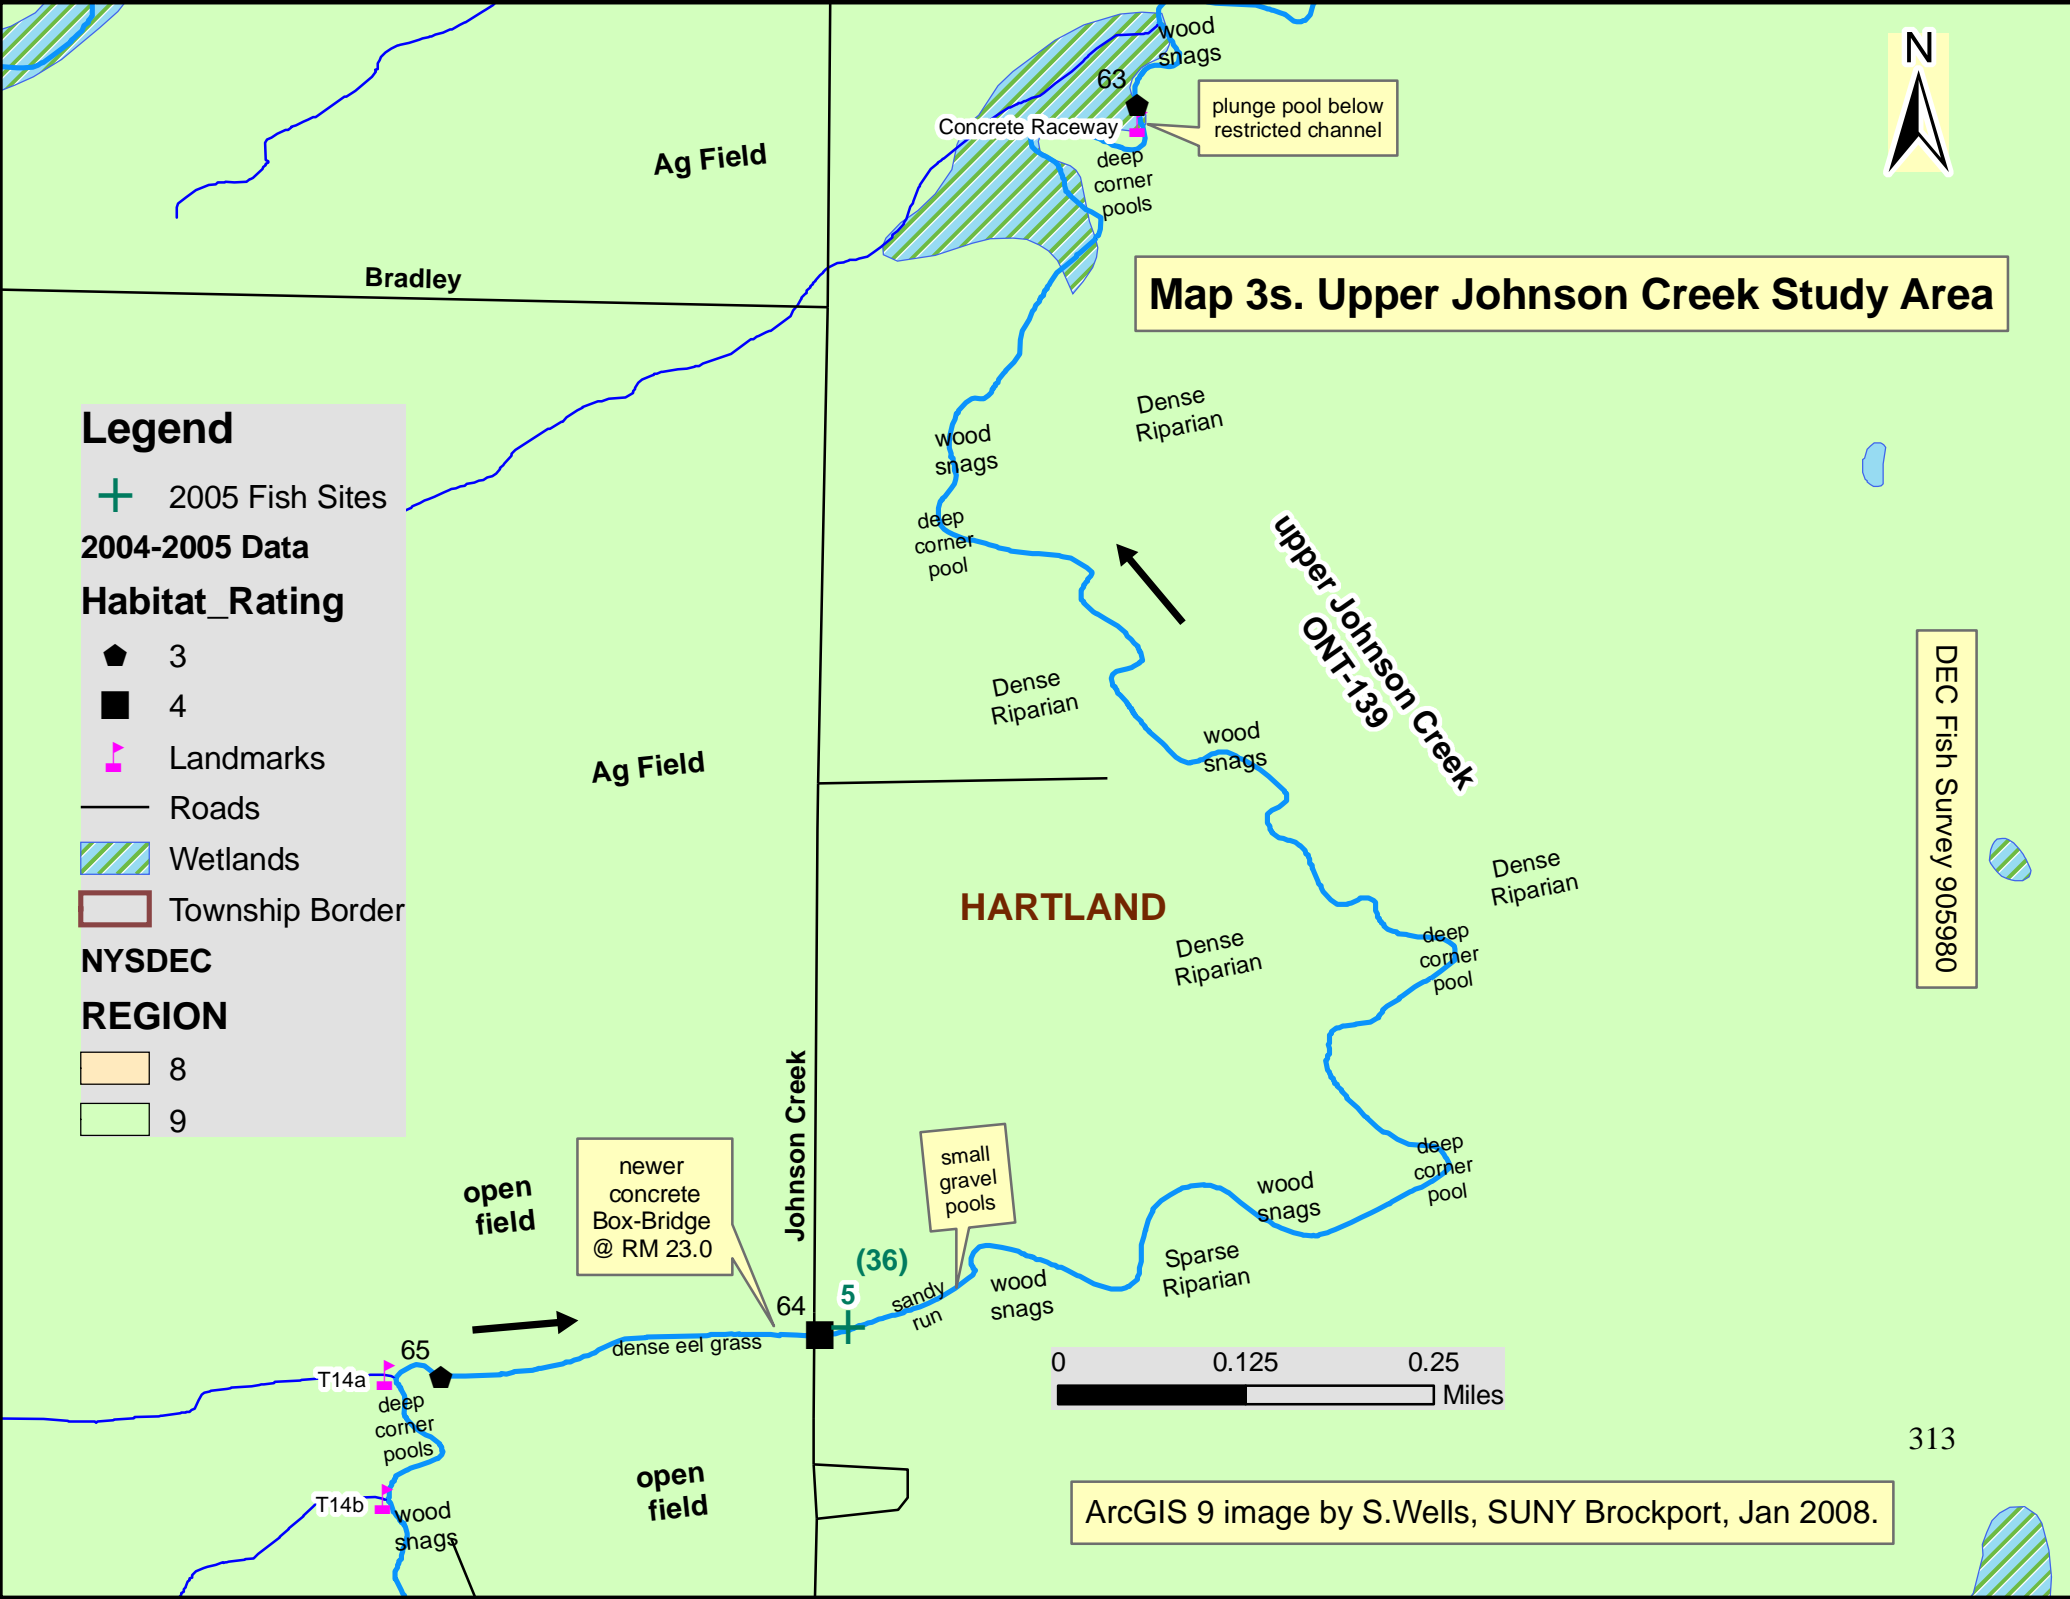 wood
snags
63
plunge pool below
restricted channel
N
Concrete Raceway
deep
corner
pools
Ag Field
Bradley
Map 3s. Upper Johnson Creek Study Area
Legend
2005 Fish Sites
2004-2005 Data
Habitat_Rating
3
4
Landmarks
Roads
Wetlands
Township Border
NYSDEC
REGION
8
9
Dense
Riparian
wood
snags
deep
corner
pool
upper Johnson Creek
ONT-139
Dense
Riparian
DEC Fish Survey 905980
wood
snags
Ag Field
Dense
Riparian
HARTLAND
Dense
Riparian
deep
corner
pool
Johnson Creek
newer
concrete
Box-Bridge
@ RM 23.0
small
gravel
pools
deep
corner
pool
open
field
wood
snags
(36)
Sparse
Riparian
5
64
sandy
run
wood
snags
65
dense eel grass
T14a
deep
corner
pools
0 0.125 0.25
Miles
313
open
field
T14b
wood
snags
ArcGIS 9 image by S.Wells, SUNY Brockport, Jan 2008.